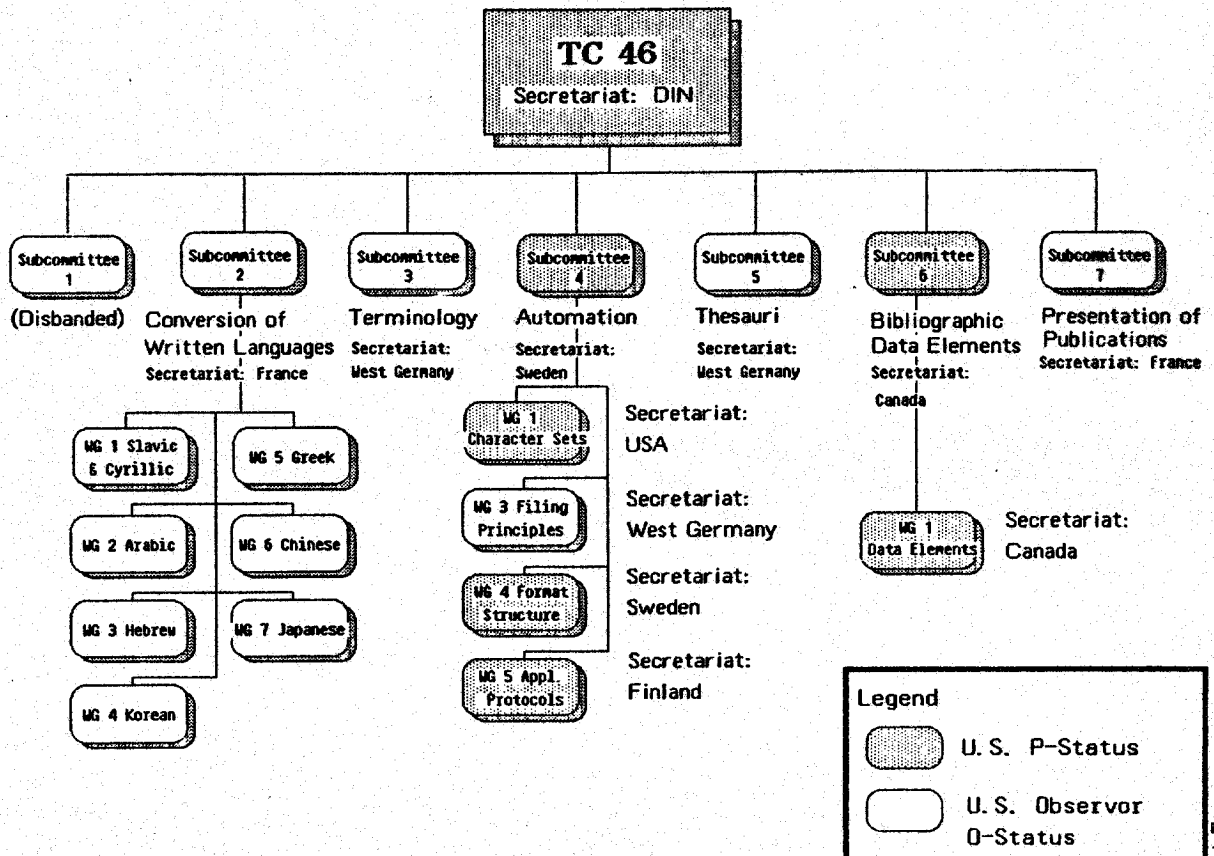 TC 46
Secretariat: DIN
Subcommittee
1
(Disbanded)
Subcommittee
2
Conversion of
Written Languages
Secretariat: France
Subcommittee
3
Terminology
Secretariat:
West Germany
Subcommittee
4
Automation
Secretariat:
Sweden
Subcommittee
5
Thesauri
Secretariat:
West Germany
Subcommittee
6
Bibliographic
Data Elements
Secretariat:
Canada
Subcommittee
7
Presentation of
Publications
Secretariat: France
WG 1 Slavic
& Cyrillic
WG 5 Greek
WG 2 Arabic
WG 6 Chinese
WG 3 Hebrew
WG 7 Japanese
WG 4 Korean
WG 1
Character Sets
Secretariat:
USA
WG 3 Filing
Principles
Secretariat:
West Germany
WG 4 Format
Structure
Secretariat:
Sweden
WG 5 Appl.
Protocols
Secretariat:
Finland
WG 1
Data Elements
Secretariat:
Canada
Legend
U.S. P-Status
U.S. Observor
O-Status